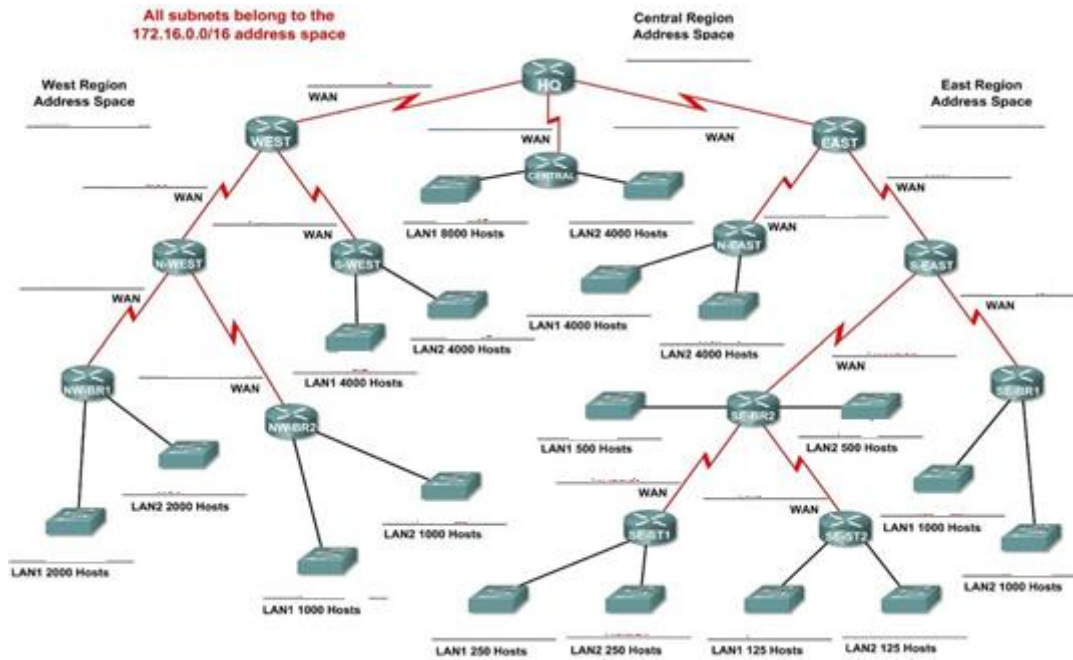 All subnets belong to the
172.16.0.0/16 address space
Central Region
Address Space
West Region
Address Space
East Region
Address Space
HQ
WAN
WEST
WAN
WAN
EAST
CENTRAL
WAN
WAN
LAN1 8000 Hosts
LAN2 4000 Hosts
WAN
WAN
N-WEST
S-WEST
N-EAST
S-EAST
WAN
LAN2 4000 Hosts
LAN1 4000 Hosts
LAN1 4000 Hosts
LAN2 4000 Hosts
WAN
WAN
WAN
NW-BR1
NW-BR2
SE-BR2
SE-BR1
LAN1 500 Hosts
LAN2 500 Hosts
WAN
WAN
LAN2 2000 Hosts
LAN1 2000 Hosts
LAN2 1000 Hosts
LAN1 1000 Hosts
SE-ST1
SE-ST2
LAN1 1000 Hosts
LAN2 1000 Hosts
LAN1 250 Hosts
LAN2 250 Hosts
LAN1 125 Hosts
LAN2 125 Hosts